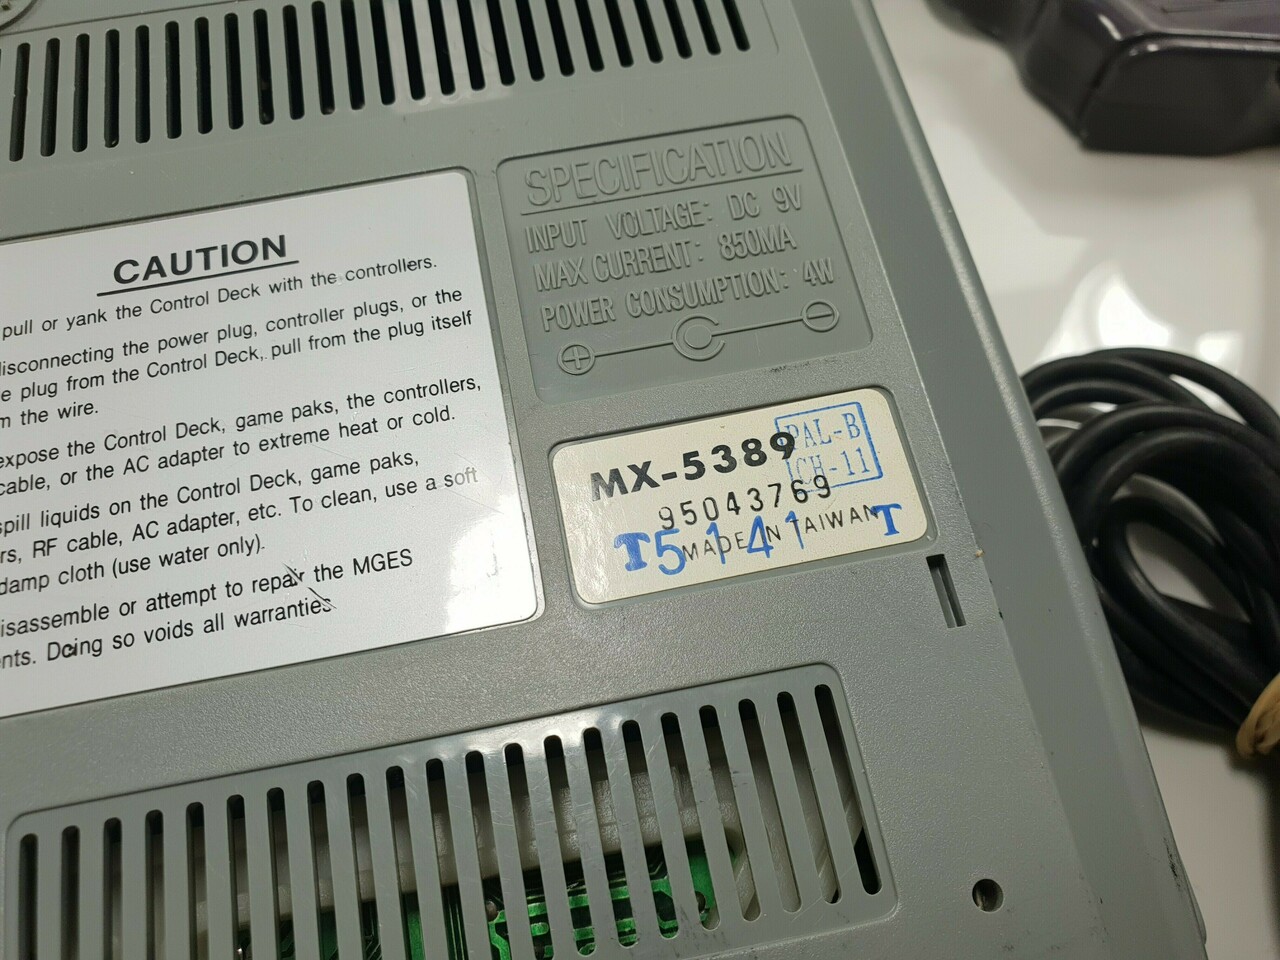 CAUTION
pull or yank the Control Deck with the controllers.
disconnecting the power plug, controller plugs, or the
e plug from the Control Deck, pull from the plug itself
m the wire.
expose the Control Deck, game paks, the controllers,
cable, or the AC adapter to extreme heat or cold.
spill liquids on the Control Deck, game paks,
rs, RF cable, AC adapter, etc. To clean, use a soft
damp cloth (use water only).
isassemble or attempt to repair the MGES
nts. Doing so voids all warranties.
SPECIFICATION
INPUT VOLTAGE: DC 9V
MAX CURRENT: 850MA
POWER CONSUMPTION: 4W
+ -
MX-5389
PAL-B
CH-11
95043769
MADE IN TAIWAN
T5141T